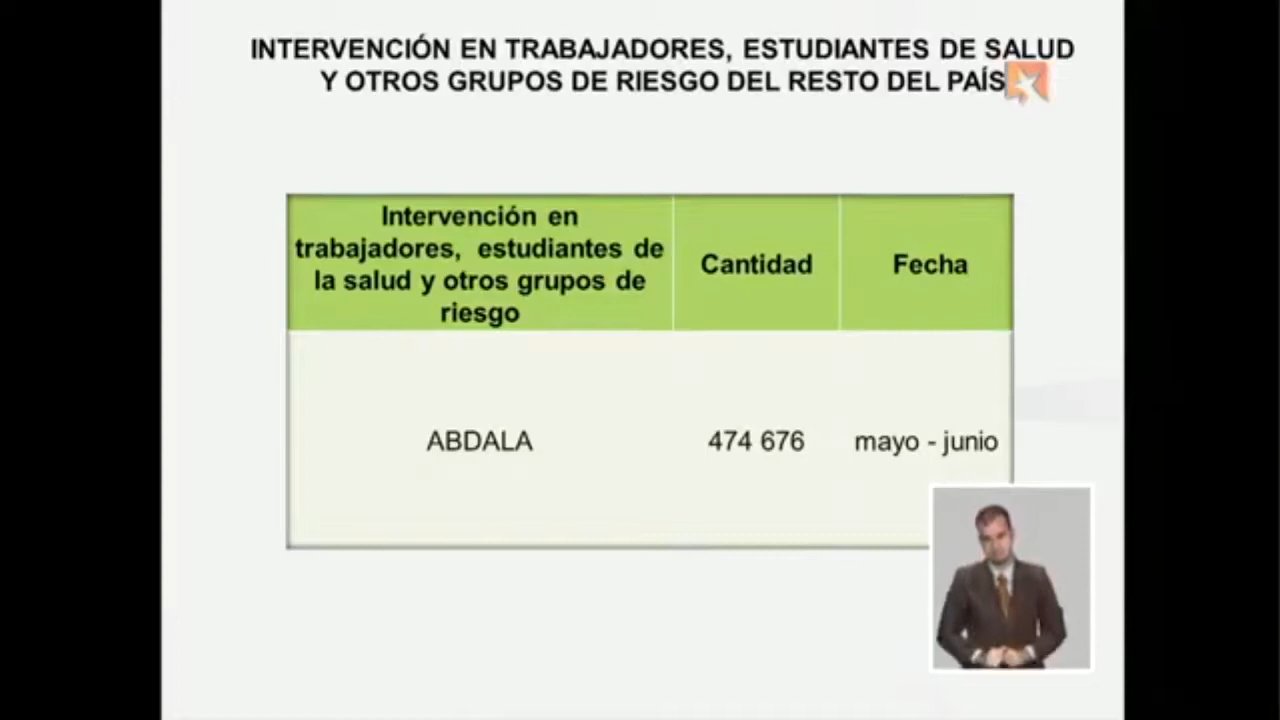 INTERVENCIÓN EN TRABAJADORES, ESTUDIANTES DE SALUD
Y OTROS GRUPOS DE RIESGO DEL RESTO DEL PAÍS
Intervención en
trabajadores, estudiantes de
la salud y otros grupos de
riesgo
Cantidad
Fecha
ABDALA
474 676
mayo - junio